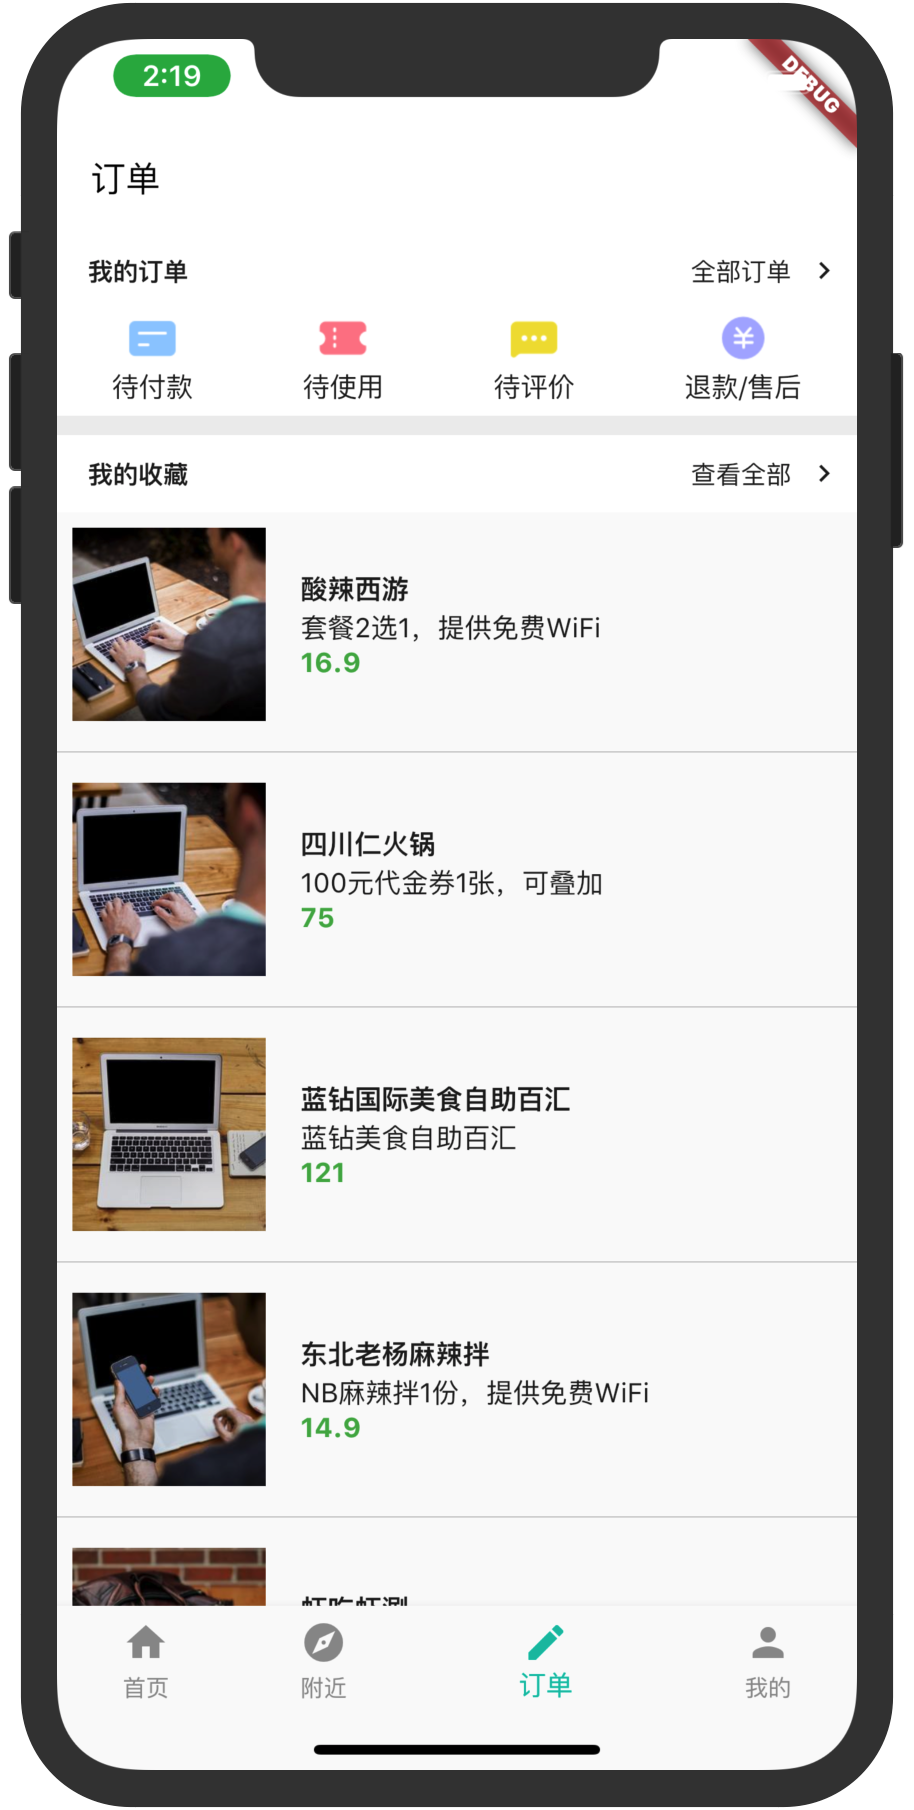 2:19
DEBUG
订单
我的订单
全部订单
待付款
待使用
待评价
退款/售后
我的收藏
查看全部
酸辣西游
套餐2选1，提供免费WiFi
16.9
四川仁火锅
100元代金券1张，可叠加
75
蓝钻国际美食自助百汇
蓝钻美食自助百汇
121
东北老杨麻辣拌
NB麻辣拌1份，提供免费WiFi
14.9
首页
附近
订单
我的